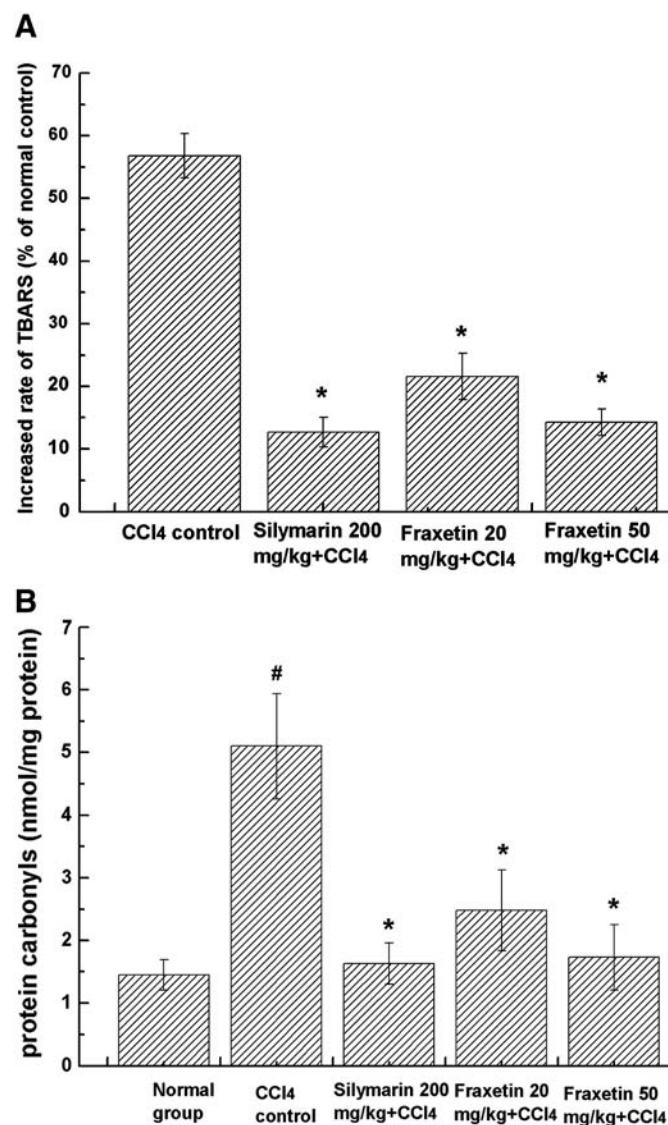 A
Increased rate of TBARS (% of normal control)
70
60
50
40
30
20
10
0
*
*
*
CCl4 control
Silymarin 200
mg/kg+CCl4
Fraxetin 20
mg/kg+CCl4
Fraxetin 50
mg/kg+CCl4
B
protein carbonyls (nmol/mg protein)
7
6
5
4
3
2
1
0
#
*
*
*
Normal
group
CCl4
control
Silymarin 200
mg/kg+CCl4
Fraxetin 20
mg/kg+CCl4
Fraxetin 50
mg/kg+CCl4